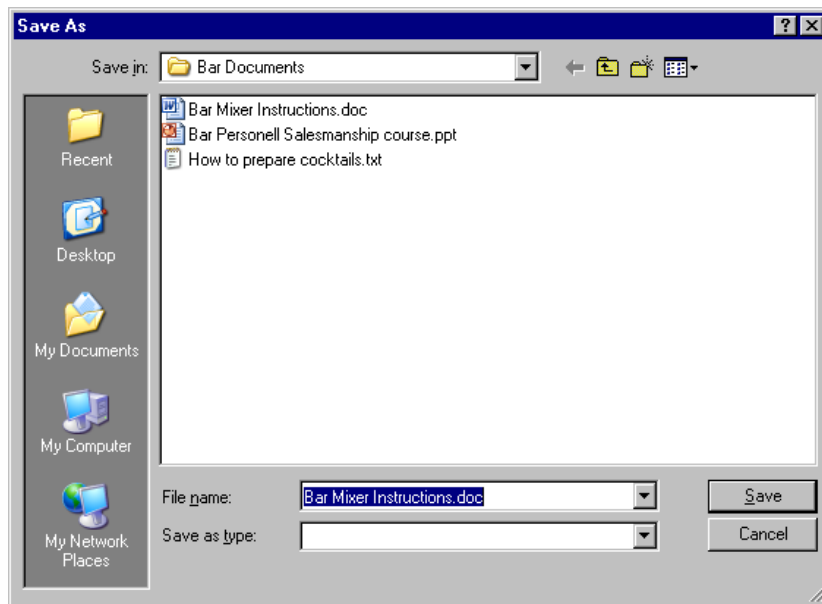 Save As
Save in: Bar Documents
Recent
Desktop
My Documents
My Computer
My Network
Places
Bar Mixer Instructions.doc
Bar Personell Salesmanship course.ppt
How to prepare cocktails.txt
File name: Bar Mixer Instructions.doc Save
Save as type: Cancel